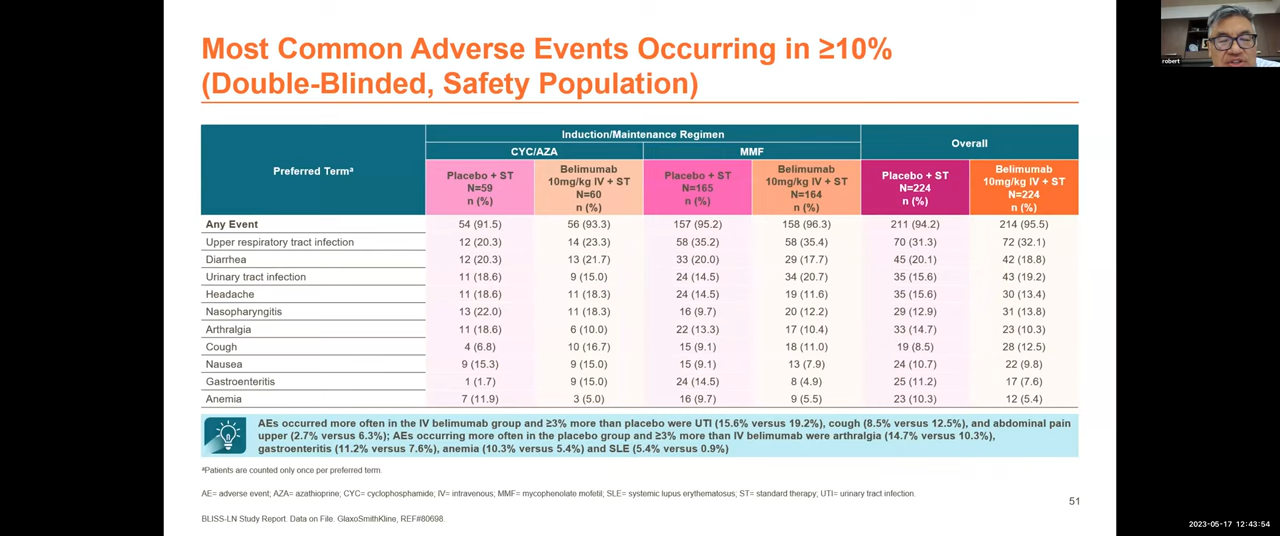 Most Common Adverse Events Occurring in ≥10%
(Double-Blinded, Safety Population)
robert
Preferred Termᵃ
Induction/Maintenance Regimen
Overall
CYC/AZA
MMF
Placebo + ST
N=59
n (%)
Belimumab
10mg/kg IV + ST
N=60
n (%)
Placebo + ST
N=165
n (%)
Belimumab
10mg/kg IV + ST
N=164
n (%)
Placebo + ST
N=224
n (%)
Belimumab
10mg/kg IV + ST
N=224
n (%)
Any Event 54 (91.5) 56 (93.3) 157 (95.2) 158 (96.3) 211 (94.2) 214 (95.5)
Upper respiratory tract infection 12 (20.3) 14 (23.3) 58 (35.2) 58 (35.4) 70 (31.3) 72 (32.1)
Diarrhea 12 (20.3) 13 (21.7) 33 (20.0) 29 (17.7) 45 (20.1) 42 (18.8)
Urinary tract infection 11 (18.6) 9 (15.0) 24 (14.5) 34 (20.7) 35 (15.6) 43 (19.2)
Headache 11 (18.6) 11 (18.3) 24 (14.5) 19 (11.6) 35 (15.6) 30 (13.4)
Nasopharyngitis 13 (22.0) 11 (18.3) 16 (9.7) 20 (12.2) 29 (12.9) 31 (13.8)
Arthralgia 11 (18.6) 6 (10.0) 22 (13.3) 17 (10.4) 33 (14.7) 23 (10.3)
Cough 4 (6.8) 10 (16.7) 15 (9.1) 18 (11.0) 19 (8.5) 28 (12.5)
Nausea 9 (15.3) 9 (15.0) 15 (9.1) 13 (7.9) 24 (10.7) 22 (9.8)
Gastroenteritis 1 (1.7) 9 (15.0) 24 (14.5) 8 (4.9) 25 (11.2) 17 (7.6)
Anemia 7 (11.9) 3 (5.0) 16 (9.7) 9 (5.5) 23 (10.3) 12 (5.4)
AEs occurred more often in the IV belimumab group and ≥3% more than placebo were UTI (15.6% versus 19.2%), cough (8.5% versus 12.5%), and abdominal pain
upper (2.7% versus 6.3%); AEs occurring more often in the placebo group and ≥3% more than IV belimumab were arthralgia (14.7% versus 10.3%),
gastroenteritis (11.2% versus 7.6%), anemia (10.3% versus 5.4%) and SLE (5.4% versus 0.9%)
ᵃPatients are counted only once per preferred term.
AE= adverse event; AZA= azathioprine; CYC= cyclophosphamide; IV= intravenous; MMF= mycophenolate mofetil; SLE= systemic lupus erythematosus; ST= standard therapy; UTI= urinary tract infection.
51
BLISS-LN Study Report. Data on File. GlaxoSmithKline, REF#80698.
2023-05-17 12:43:54